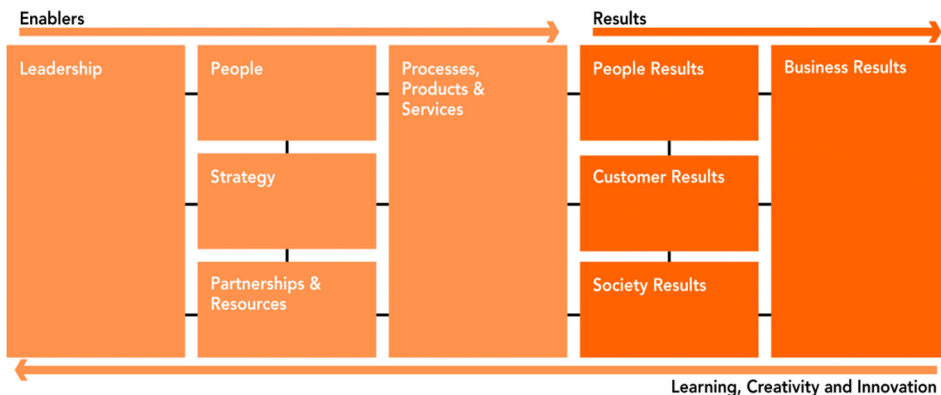 Enablers
Results
Leadership
People
Processes,
Products &
Services
People Results
Business Results
Strategy
Customer Results
Partnerships &
Resources
Society Results
Learning, Creativity and Innovation